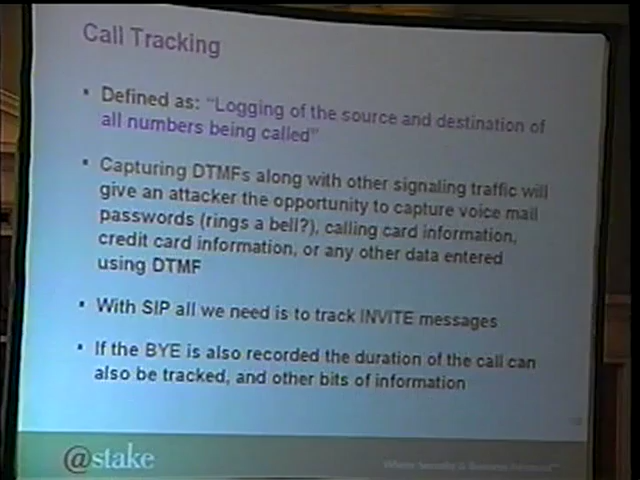 Call Tracking
• Defined as: "Logging of the source and destination of
all numbers being called"
• Capturing DTMFs along with other signaling traffic will
give an attacker the opportunity to capture voice mail
passwords (rings a bell?), calling card information,
credit card information, or any other data entered
using DTMF
• With SIP all we need is to track INVITE messages
• If the BYE is also recorded the duration of the call can
also be tracked, and other bits of information
@stake
Where Security &